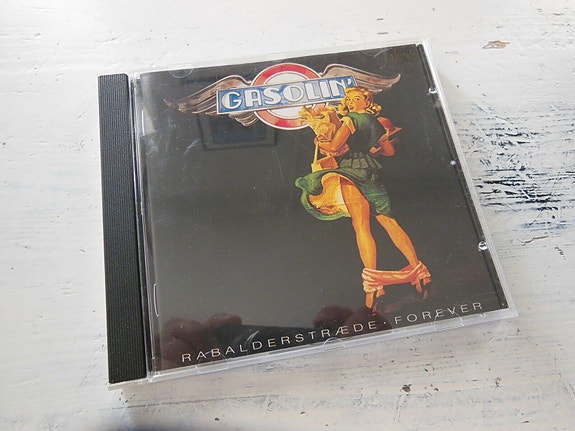 GASOLIN'
RABALDERSTRÆDE · FOREVER